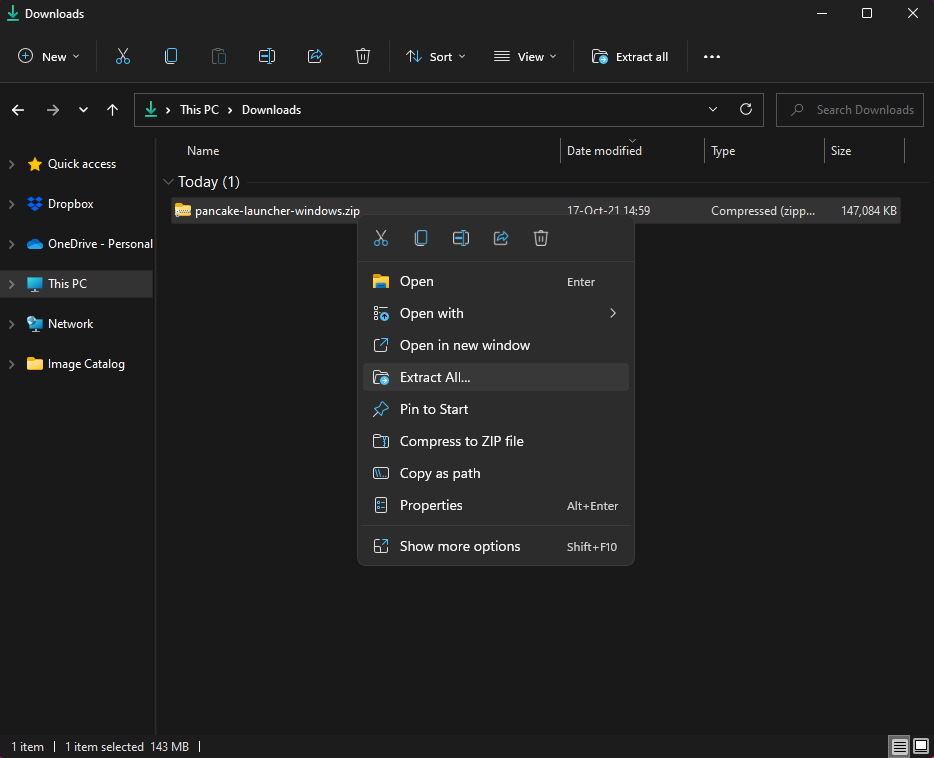 Downloads
New
Sort
View
Extract all
This PC
Downloads
Search Downloads
Name
Date modified
Type
Size
Quick access
Dropbox
OneDrive - Personal
This PC
Network
Image Catalog
Today (1)
pancake-launcher-windows.zip
17-Oct-21 14:59
Compressed (zipp...
147,084 KB
Open
Enter
Open with
Open in new window
Extract All...
Pin to Start
Compress to ZIP file
Copy as path
Properties
Alt+Enter
Show more options
Shift+F10
1 item
1 item selected
143 MB